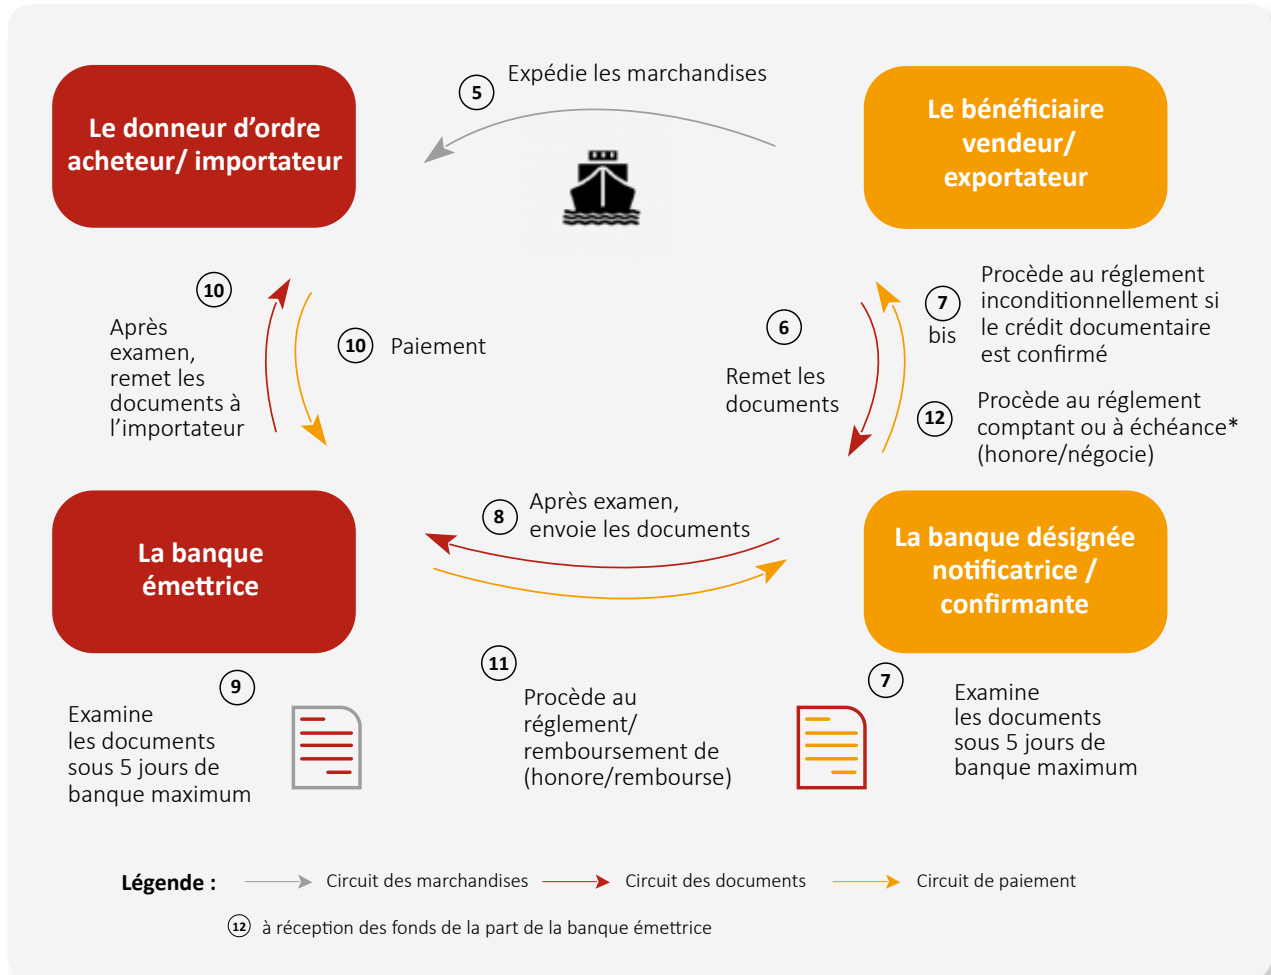 5
Expédie les marchandises
Le donneur d’ordre
acheteur/ importateur
Le bénéficiaire
vendeur/
exportateur
10
Après
examen,
remet les
documents à
l’importateur
10
Paiement
6
Remet les
documents
7
bis
Procède au réglement
inconditionnellement si
le crédit documentaire
est confirmé
12
Procède au réglement
comptant ou à échéance*
(honore/négocie)
8
Après examen,
envoie les documents
La banque
émettrice
La banque désignée
notificatrice /
confirmante
9
Examine
les documents
sous 5 jours de
banque maximum
11
Procède au
réglement/
remboursement de
(honore/rembourse)
7
Examine
les documents
sous 5 jours de
banque maximum
Légende :
Circuit des marchandises
Circuit des documents
Circuit de paiement
12 à réception des fonds de la part de la banque émettrice